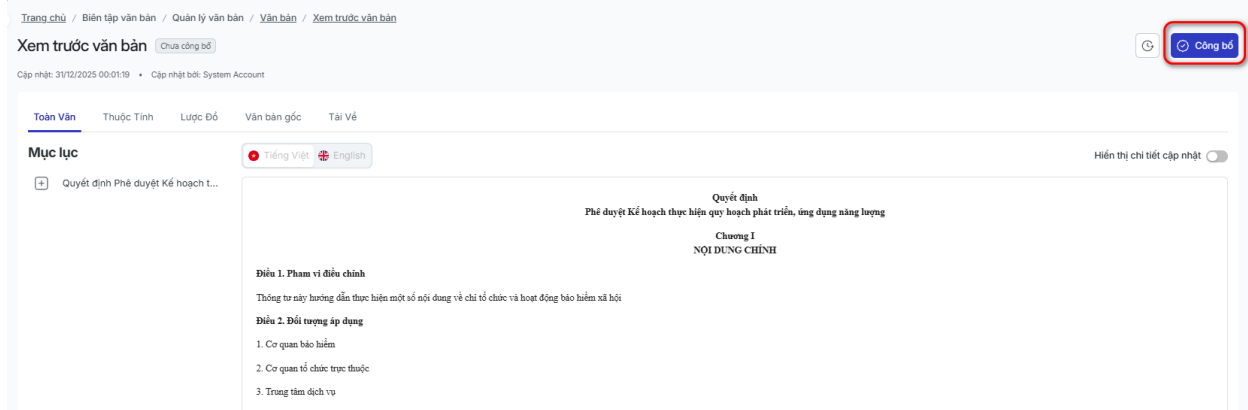 Trang chủ / Biên tập văn bản / Quản lý văn bản / Văn bản / Xem trước văn bản
Xem trước văn bản Chưa công bố
Công bố
Cập nhật: 31/12/2025 00:01:19 • Cập nhật bởi: System Account
Toàn Văn Thuộc Tính Lược Đồ Văn bản gốc Tải Về
Mục lục
Tiếng Việt English
Hiển thị chi tiết cập nhật
Quyết định Phê duyệt Kế hoạch t...
Quyết định
Phê duyệt Kế hoạch thực hiện quy hoạch phát triển, ứng dụng năng lượng
Chương I
NỘI DUNG CHÍNH
Điều 1. Phạm vi điều chỉnh
Thông tư này hướng dẫn thực hiện một số nội dung về chỉ tổ chức và hoạt động bảo hiểm xã hội
Điều 2. Đối tượng áp dụng
1. Cơ quan bảo hiểm
2. Cơ quan tổ chức trực thuộc
3. Trung tâm dịch vụ